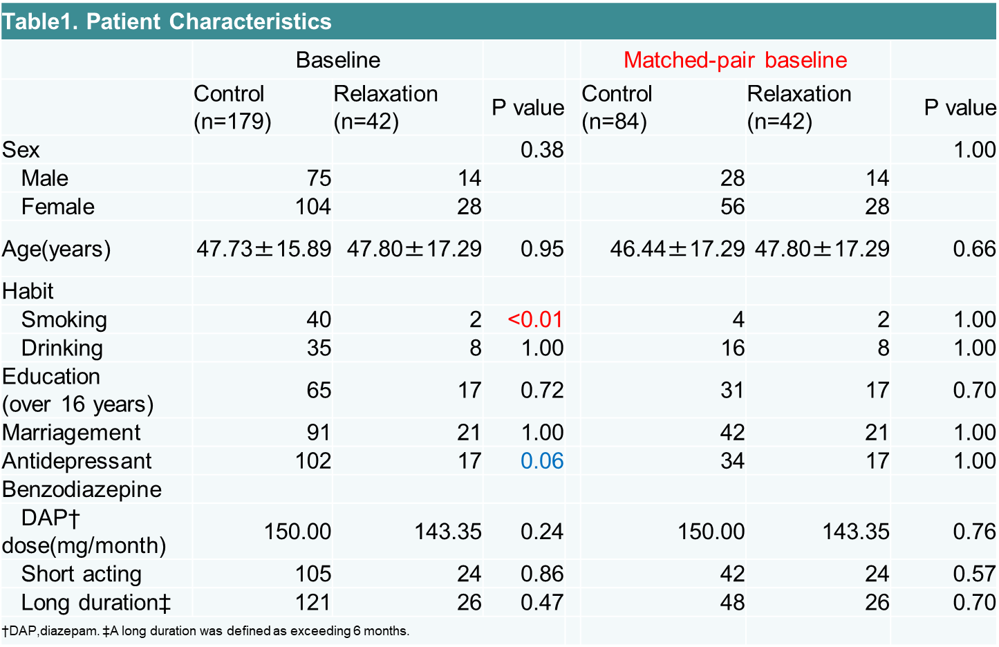 Table1. Patient Characteristics
Baseline Matched-pair baseline
Control (n=179) Relaxation (n=42) P value Control (n=84) Relaxation (n=42) P value
Sex 0.38 1.00
Male 75 14 28 14
Female 104 28 56 28
Age(years) 47.73±15.89 47.80±17.29 0.95 46.44±17.29 47.80±17.29 0.66
Habit
Smoking 40 2 <0.01 4 2 1.00
Drinking 35 8 1.00 16 8 1.00
Education (over 16 years) 65 17 0.72 31 17 0.70
Marriagement 91 21 1.00 42 21 1.00
Antidepressant 102 17 0.06 34 17 1.00
Benzodiazepine
DAP† dose(mg/month) 150.00 143.35 0.24 150.00 143.35 0.76
Short acting 105 24 0.86 42 24 0.57
Long duration‡ 121 26 0.47 48 26 0.70
†DAP,diazepam. ‡A long duration was defined as exceeding 6 months.